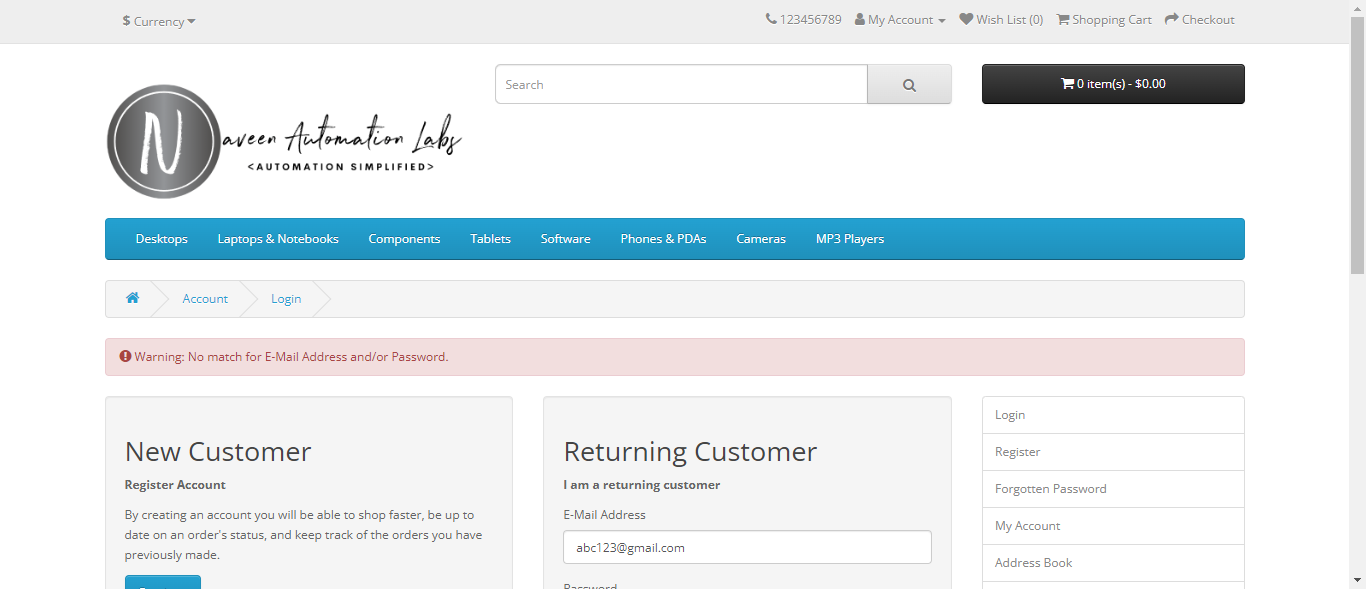 $ Currency
123456789 My Account Wish List (0) Shopping Cart Checkout
Search
0 item(s) - $0.00
N
aveen Automation Labs
<AUTOMATION SIMPLIFIED>
Desktops Laptops & Notebooks Components Tablets Software Phones & PDAs Cameras MP3 Players
Account Login
Warning: No match for E-Mail Address and/or Password.
New Customer
Register Account
By creating an account you will be able to shop faster, be up to
date on an order's status, and keep track of the orders you have
previously made.
Returning Customer
I am a returning customer
E-Mail Address
abc123@gmail.com
Password
Login
Register
Forgotten Password
My Account
Address Book